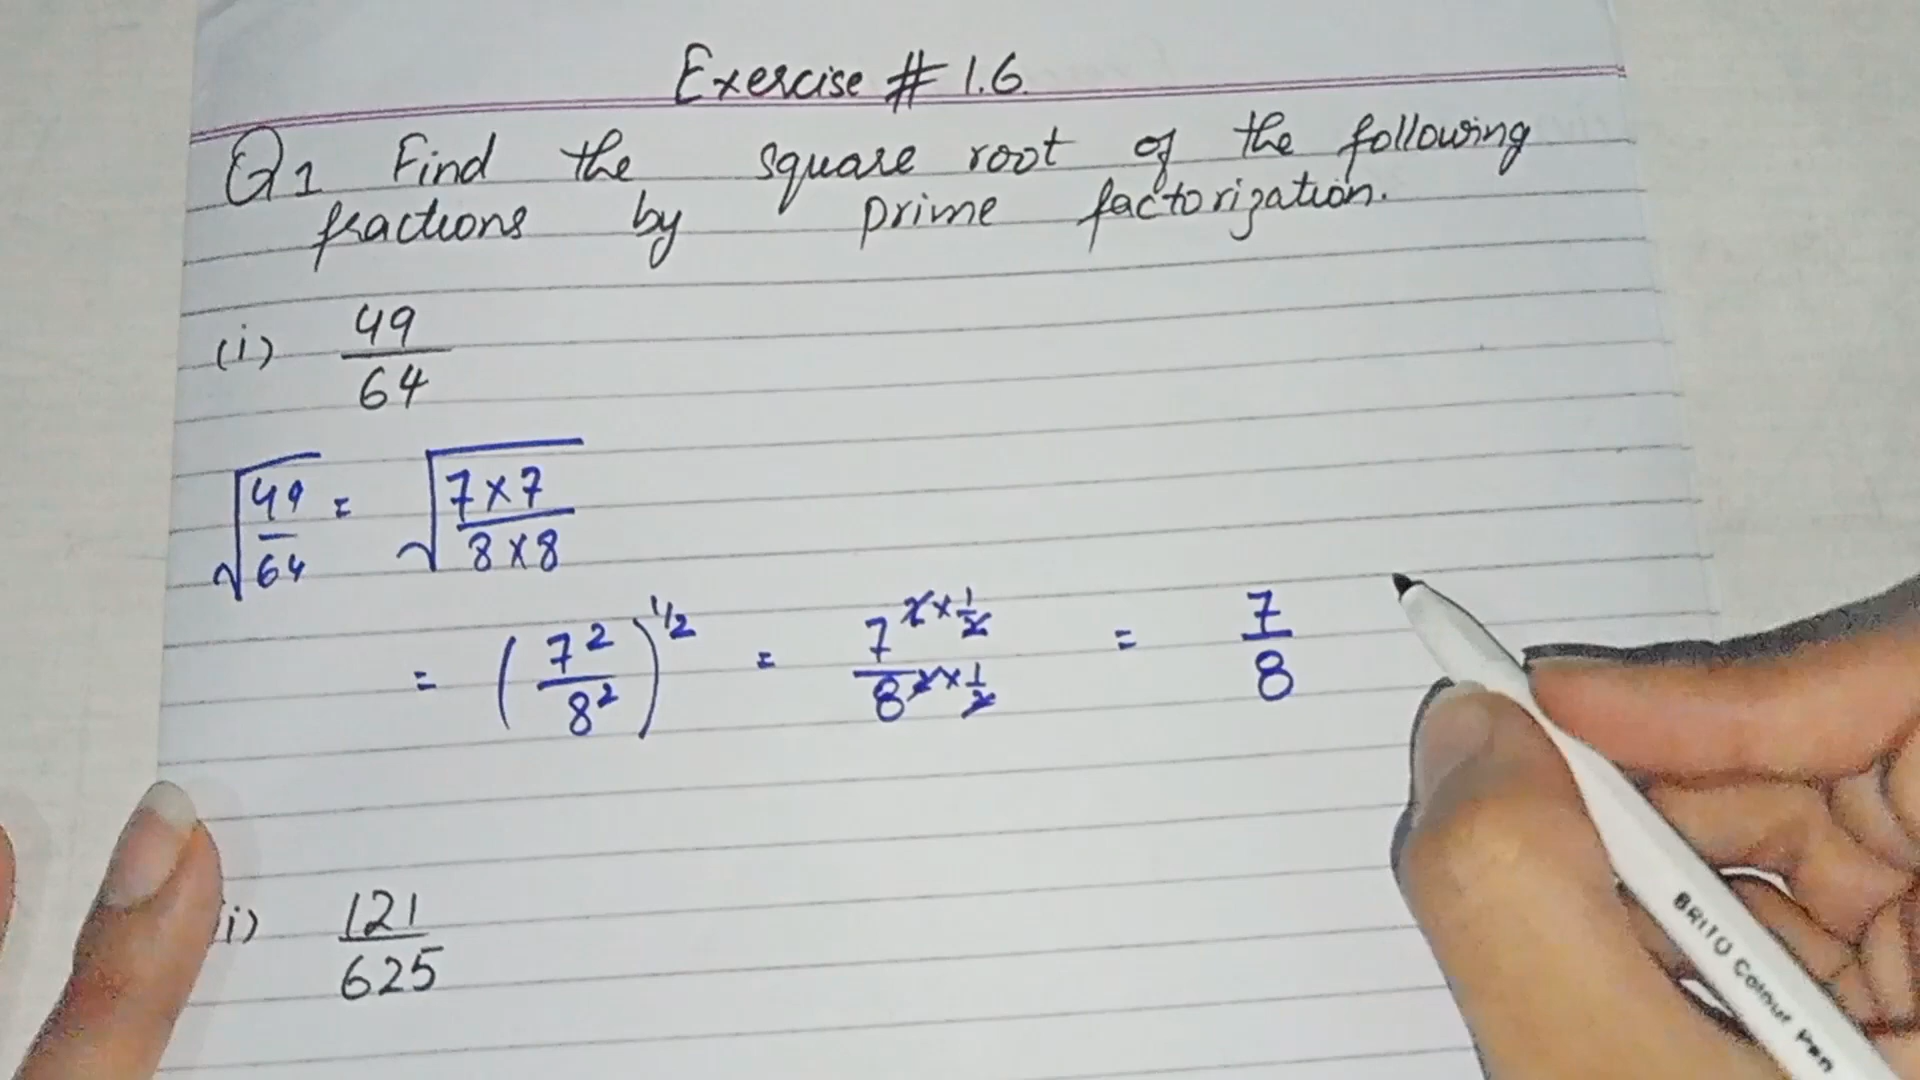 Exercise # 1.6.
Q1 Find the square root of the following
fractions by prime factorization.
(i) 49/64
√(49/64) = √((7×7)/(8×8))
= (7²/8²)^1/2 = 7^(2×1/2)/8^(2×1/2) = 7/8
i) 121/625
BRITO Colour Pen